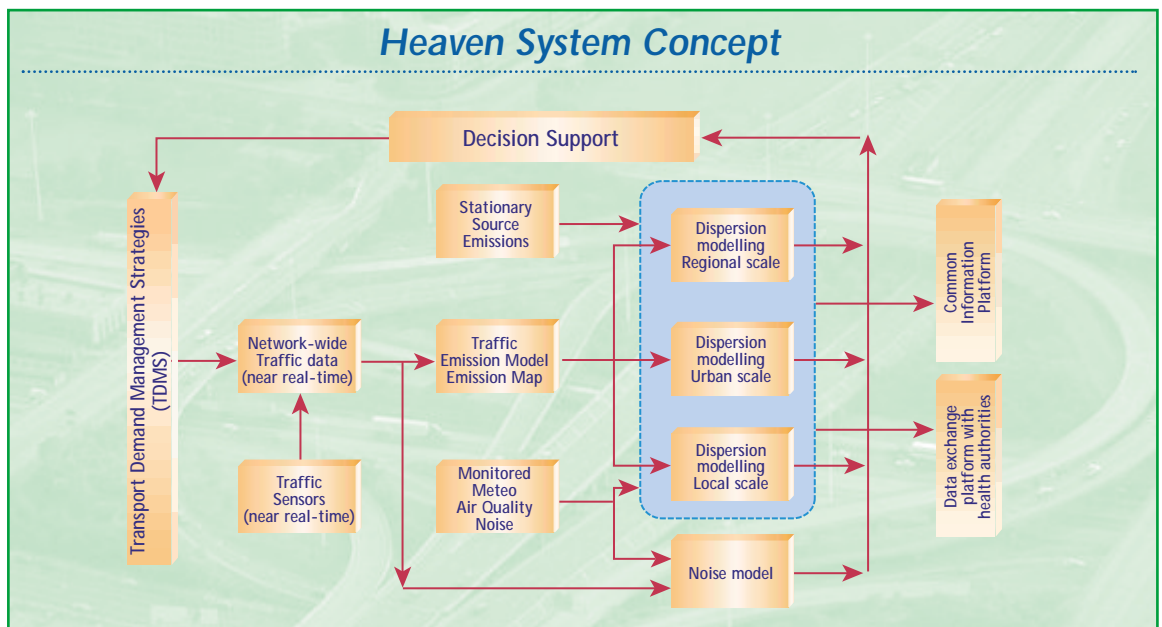 Heaven System Concept
Decision Support
Transport Demand Management Strategies
(TDMS)
Stationary
Source
Emissions
Network-wide
Traffic data
(near real-time)
Traffic
Sensors
(near real-time)
Traffic
Emission Model
Emission Map
Monitored
Meteo
Air Quality
Noise
Dispersion
modelling
Regional scale
Dispersion
modelling
Urban scale
Dispersion
modelling
Local scale
Noise model
Common
Information
Platform
Data exchange
platform with
health authorities